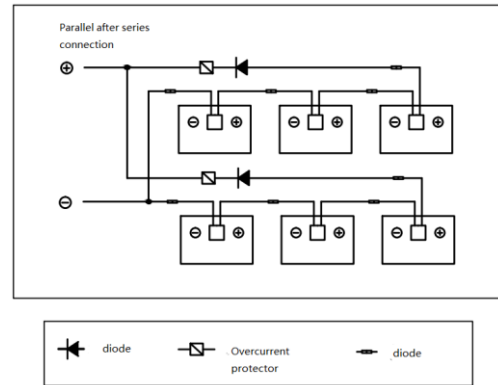 Parallel after series
connection
⊕
⊖ ⊕ ⊖ ⊕ ⊖ ⊕
⊖
⊖ ⊕ ⊖ ⊕ ⊖ ⊕
diode Overcurrent .diode
protector